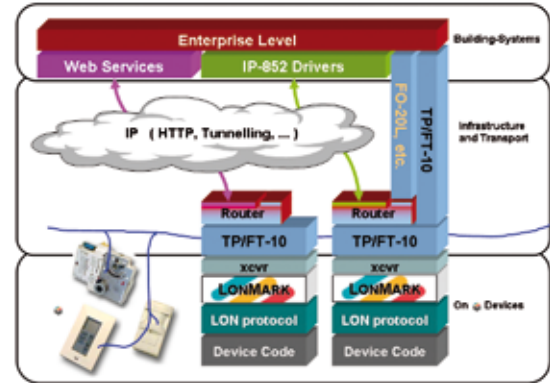 Enterprise Level
Building-Systems
Web Services
IP-852 Drivers
FO-20L, etc.
TP/FT-10
IP ( HTTP, Tunnelling, ... )
Infrastructure
and Transport
Router
Router
TP/FT-10
TP/FT-10
xcvr
xcvr
LONMARK
LONMARK
On Devices
LON protocol
LON protocol
Device Code
Device Code